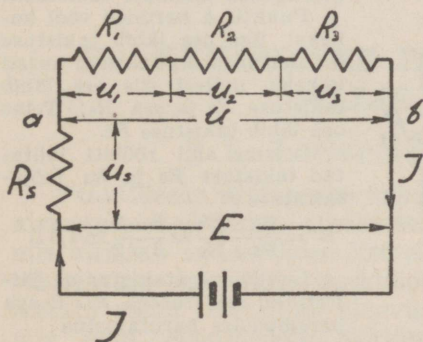 R₁ R₂ R₃
u₁ u₂ u₃
a u б
Rs us J
E
J